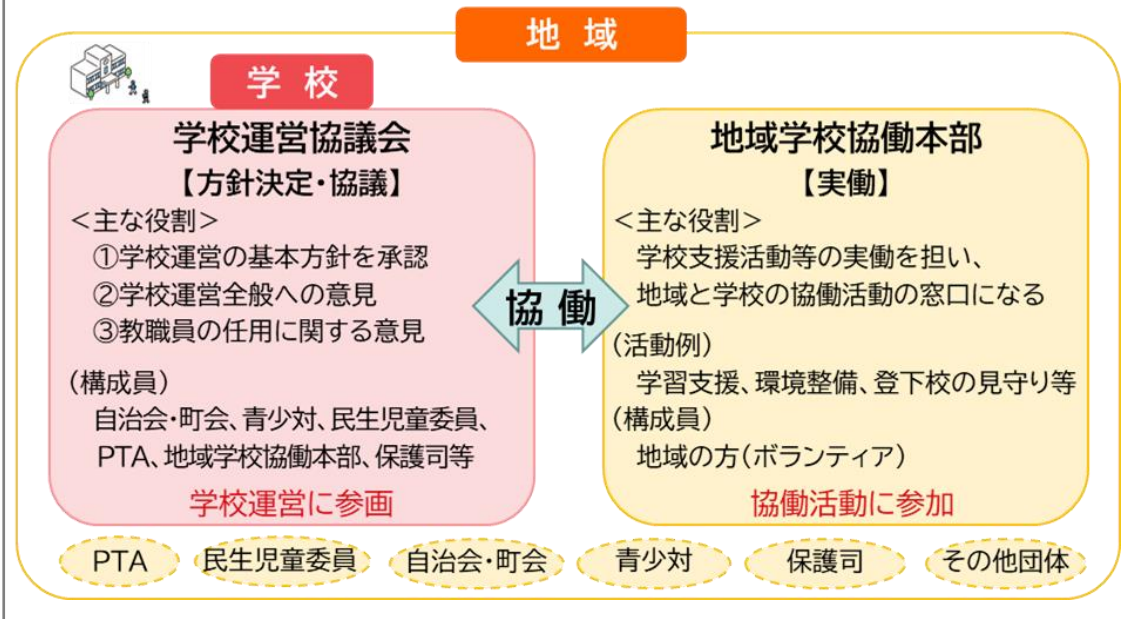 地域
学校
学校運営協議会
【方針決定・協議】
<主な役割>
①学校運営の基本方針を承認
②学校運営全般への意見
③教職員の任用に関する意見
(構成員)
自治会・町会、青少対、民生児童委員、
PTA、地域学校協働本部、保護司等
学校運営に参画
協働
地域学校協働本部
【実働】
<主な役割>
学校支援活動等の実働を担い、
地域と学校の協働活動の窓口になる
(活動例)
学習支援、環境整備、登下校の見守り等
(構成員)
地域の方(ボランティア)
協働活動に参加
PTA
民生児童委員
自治会・町会
青少対
保護司
その他団体